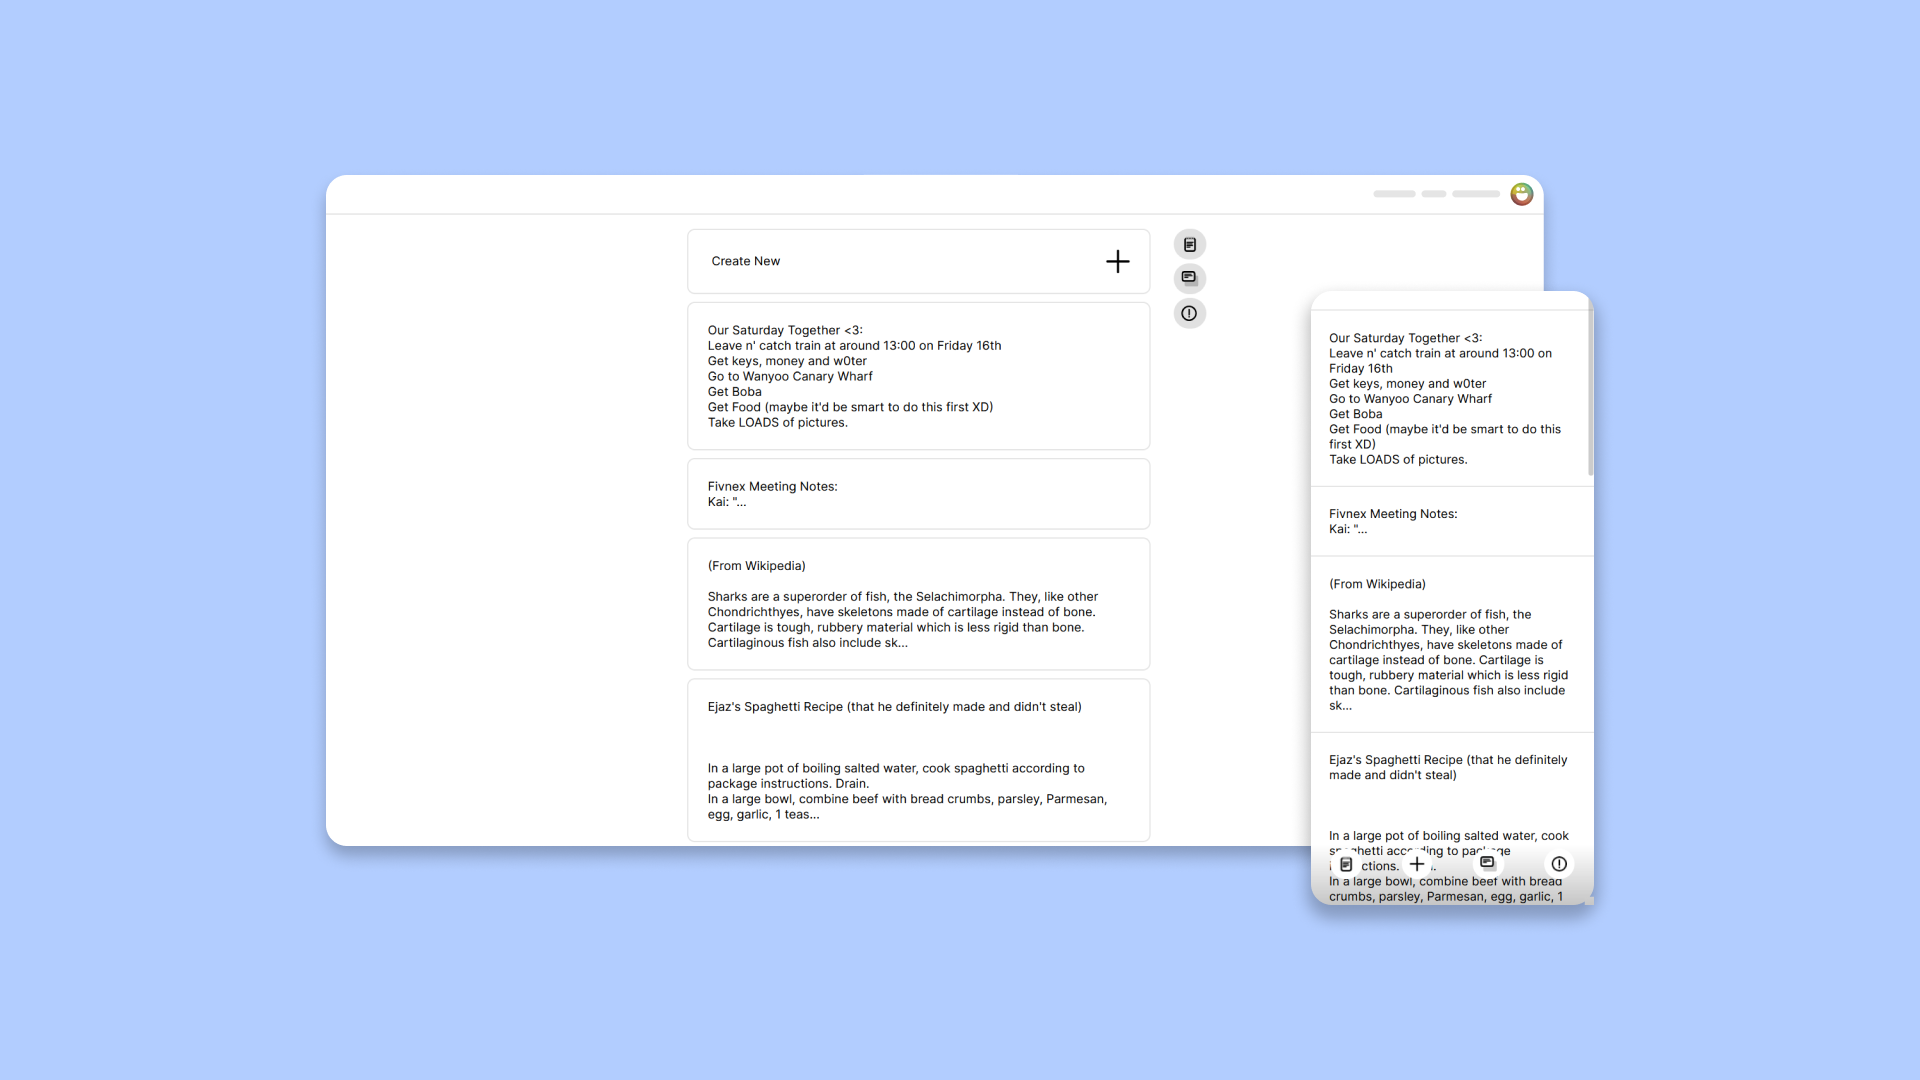 Create New
Our Saturday Together <3:
Leave n' catch train at around 13:00 on Friday 16th
Get keys, money and w0ter
Go to Wanyoo Canary Wharf
Get Boba
Get Food (maybe it'd be smart to do this first XD)
Take LOADS of pictures.
Fivnex Meeting Notes:
Kai: "...
(From Wikipedia)
Sharks are a superorder of fish, the Selachimorpha. They, like other
Chondrichthyes, have skeletons made of cartilage instead of bone.
Cartilage is tough, rubbery material which is less rigid than bone.
Cartilaginous fish also include sk...
Ejaz's Spaghetti Recipe (that he definitely made and didn't steal)
In a large pot of boiling salted water, cook spaghetti according to
package instructions. Drain.
In a large bowl, combine beef with bread crumbs, parsley, Parmesan,
egg, garlic, 1 teas...
Our Saturday Together <3:
Leave n' catch train at around 13:00 on
Friday 16th
Get keys, money and w0ter
Go to Wanyoo Canary Wharf
Get Boba
Get Food (maybe it'd be smart to do this
first XD)
Take LOADS of pictures.
Fivnex Meeting Notes:
Kai: "...
(From Wikipedia)
Sharks are a superorder of fish, the
Selachimorpha. They, like other
Chondrichthyes, have skeletons made of
cartilage instead of bone. Cartilage is
tough, rubbery material which is less rigid
than bone. Cartilaginous fish also include
sk...
Ejaz's Spaghetti Recipe (that he definitely
made and didn't steal)
In a large pot of boiling salted water, cook
spaghetti according to package
In a large bowl, combine beef with bread
crumbs, parsley, Parmesan, egg, garlic, 1